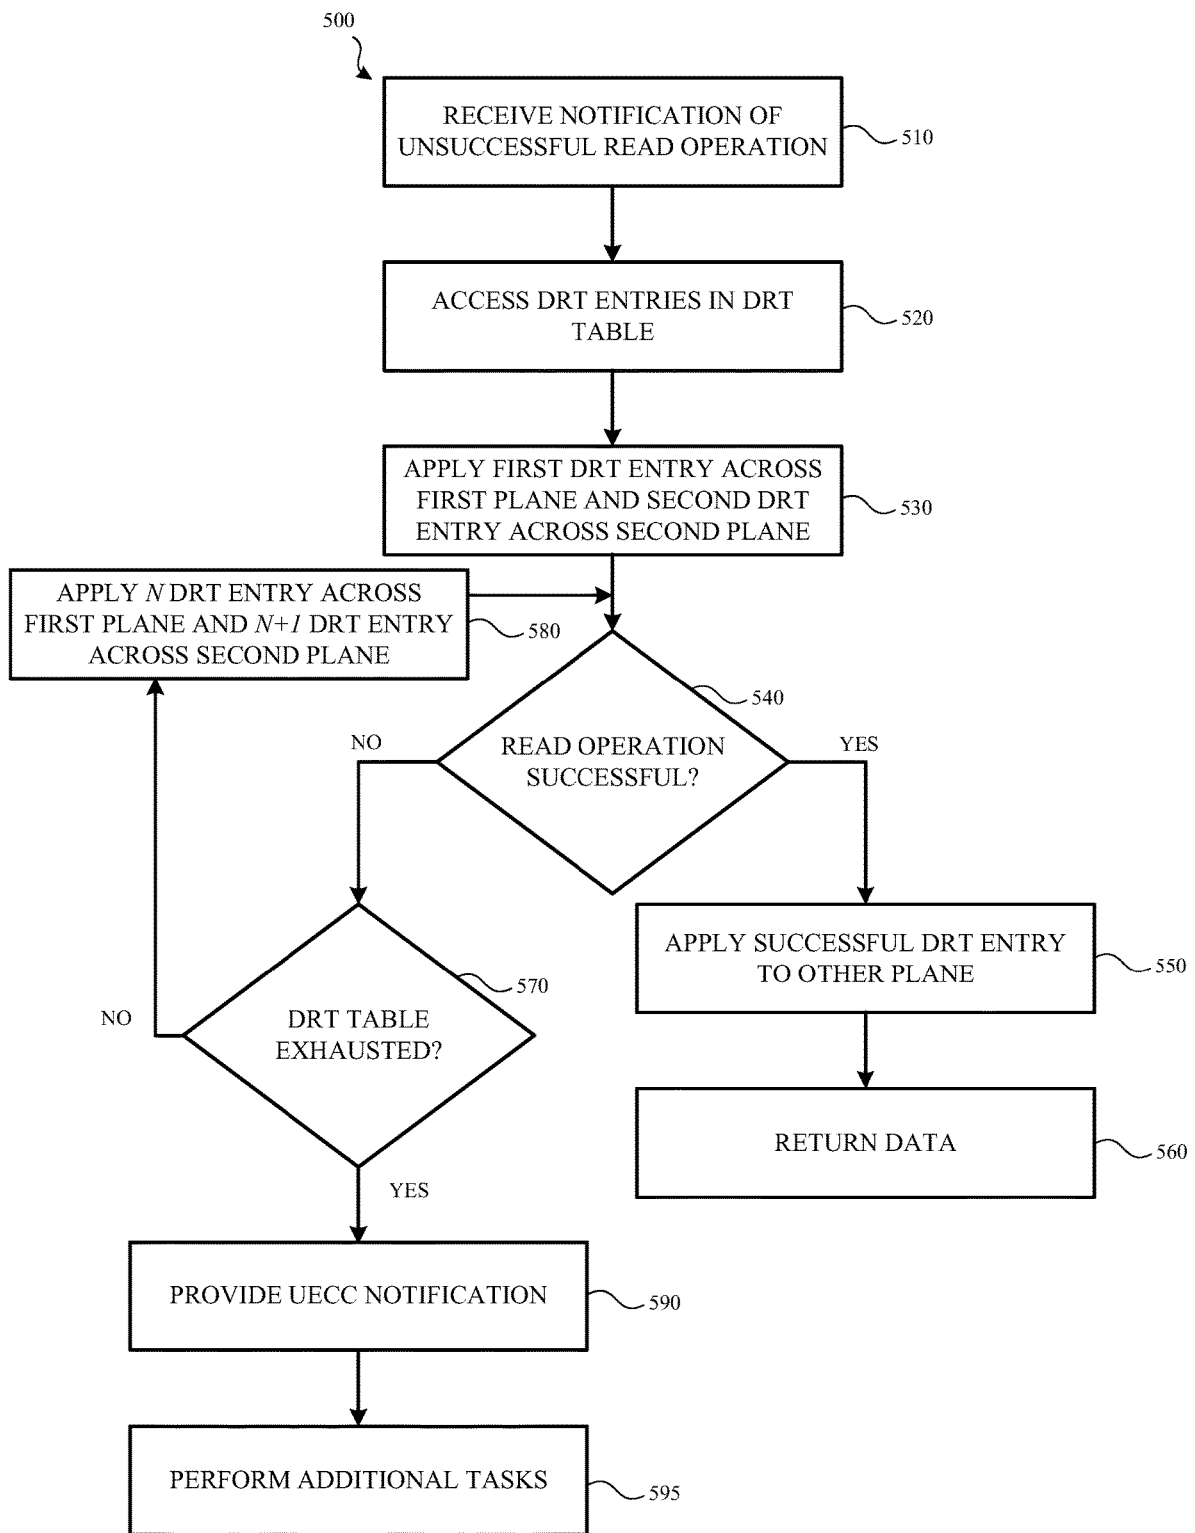 500
RECEIVE NOTIFICATION OF
UNSUCCESSFUL READ OPERATION
510
ACCESS DRT ENTRIES IN DRT
TABLE
520
APPLY FIRST DRT ENTRY ACROSS
FIRST PLANE AND SECOND DRT
ENTRY ACROSS SECOND PLANE
530
APPLY N DRT ENTRY ACROSS
FIRST PLANE AND N+1 DRT ENTRY
ACROSS SECOND PLANE
580
540
NO
READ OPERATION
SUCCESSFUL?
YES
APPLY SUCCESSFUL DRT ENTRY
TO OTHER PLANE
550
570
NO
DRT TABLE
EXHAUSTED?
RETURN DATA
560
YES
PROVIDE UECC NOTIFICATION
590
PERFORM ADDITIONAL TASKS
595